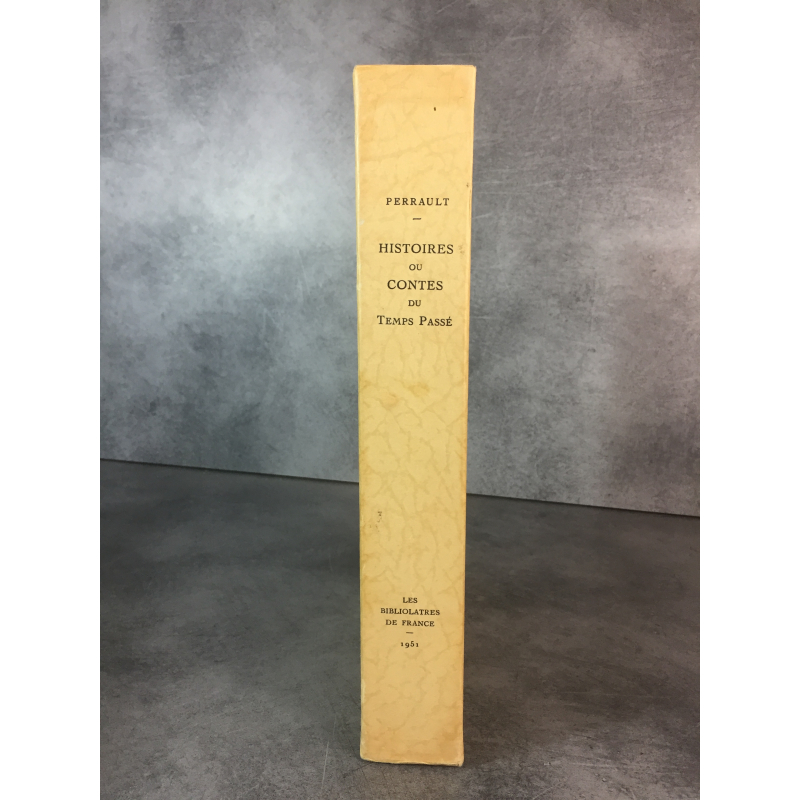 PERRAULT
—
HISTOIRES
OU
CONTES
DU
TEMPS PASSÉ
LES
BIBLIOLATRES
DE FRANCE
—
1951